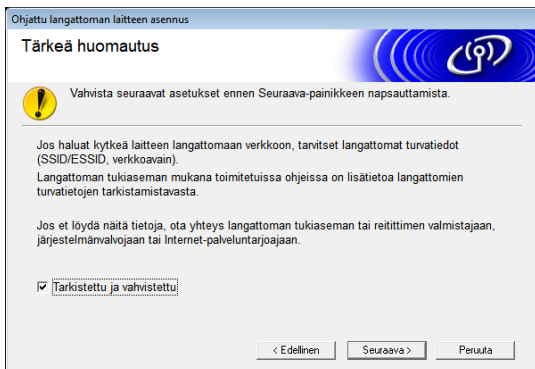 Ohjattu langattoman laitteen asennus
Tärkeä huomautus
Vahvista seuraavat asetukset ennen Seuraava-painikkeen napsauttamista.
Jos haluat kytkeä laitteen langattomaan verkkoon, tarvitset langattomat turvatiedot
(SSID/ESSID, verkkoavain).
Langattoman tukiaseman mukana toimitetuissa ohjeissa on lisätietoa langattomien
turvatietojen tarkistamistavasta.
Jos et löydä näitä tietoja, ota yhteys langattoman tukiaseman tai reitittimen valmistajaan,
järjestelmänvalvojaan tai Internet-palveluntarjoajaan.
Tarkistettu ja vahvistettu
< Edellinen
Seuraava >
Peruuta